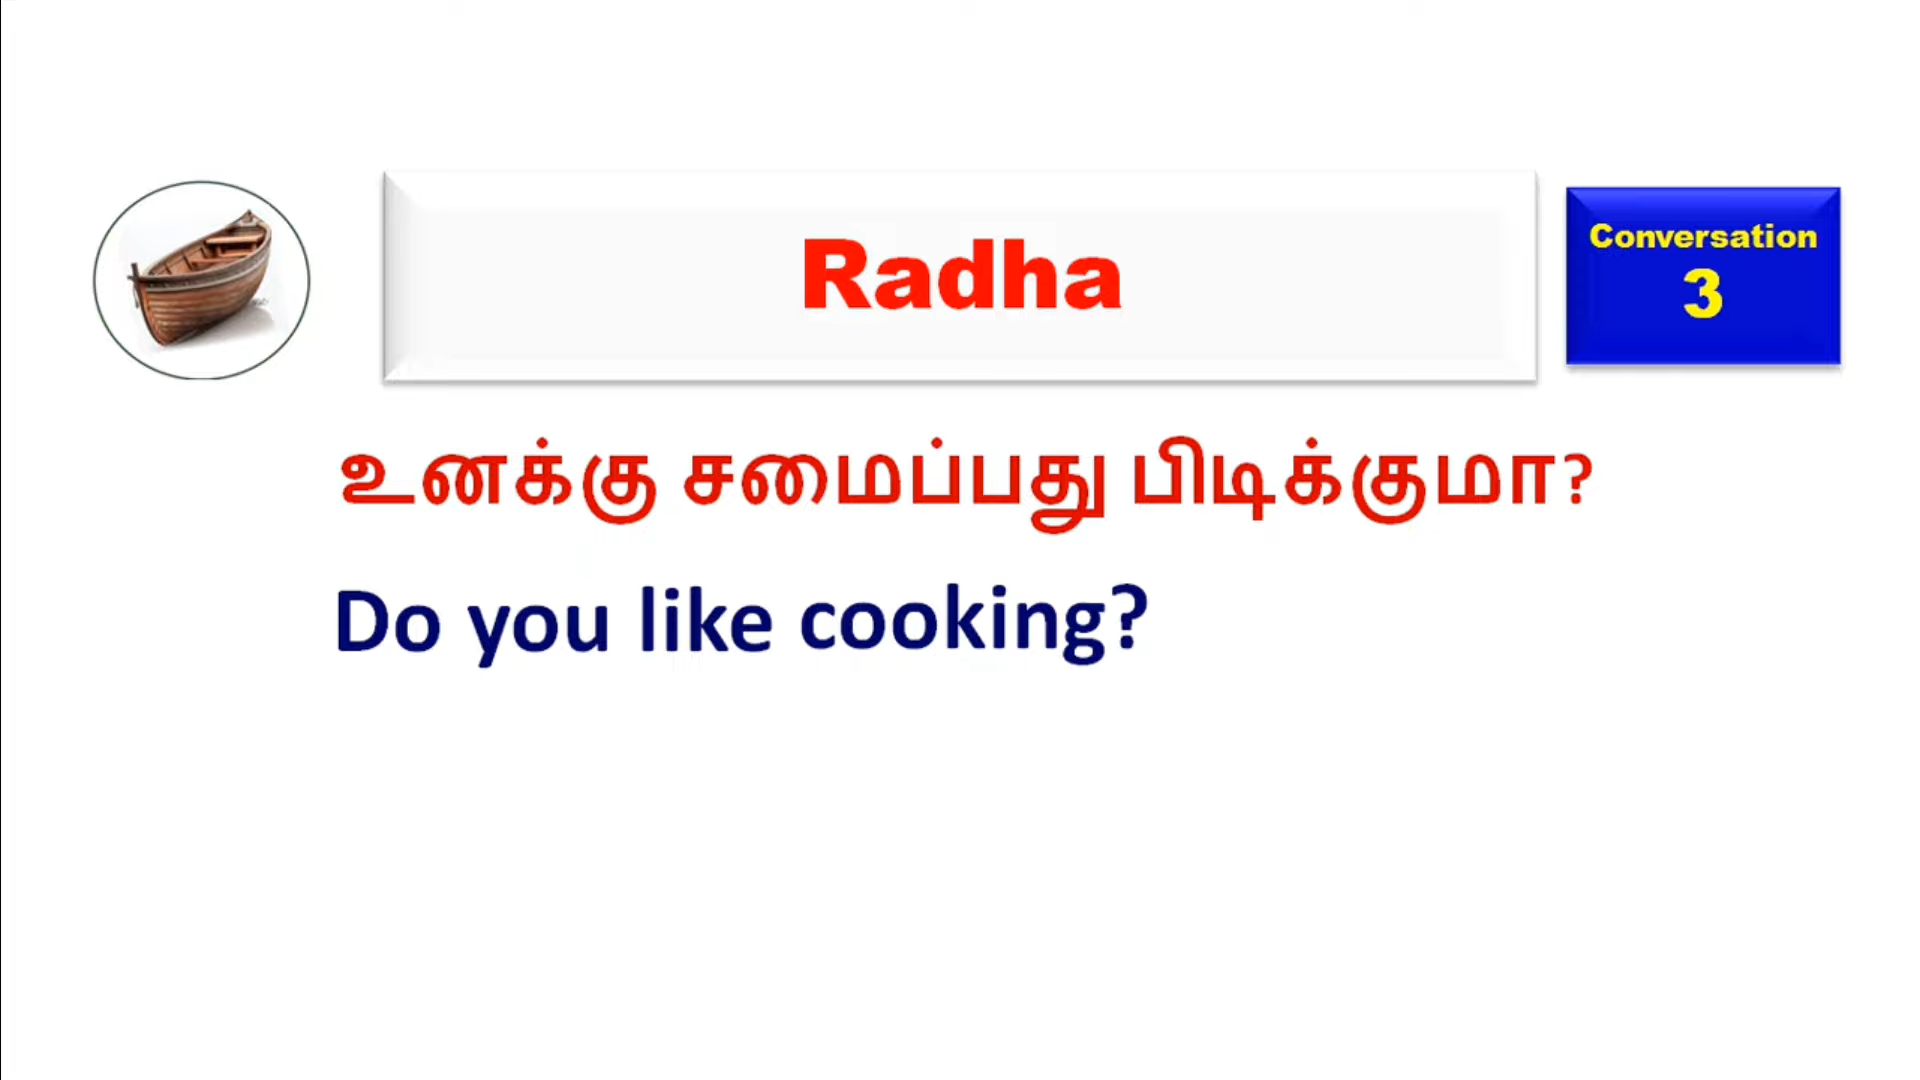 Radha
Conversation
3
உனக்கு சமைப்பது பிடிக்குமா?
Do you like cooking?